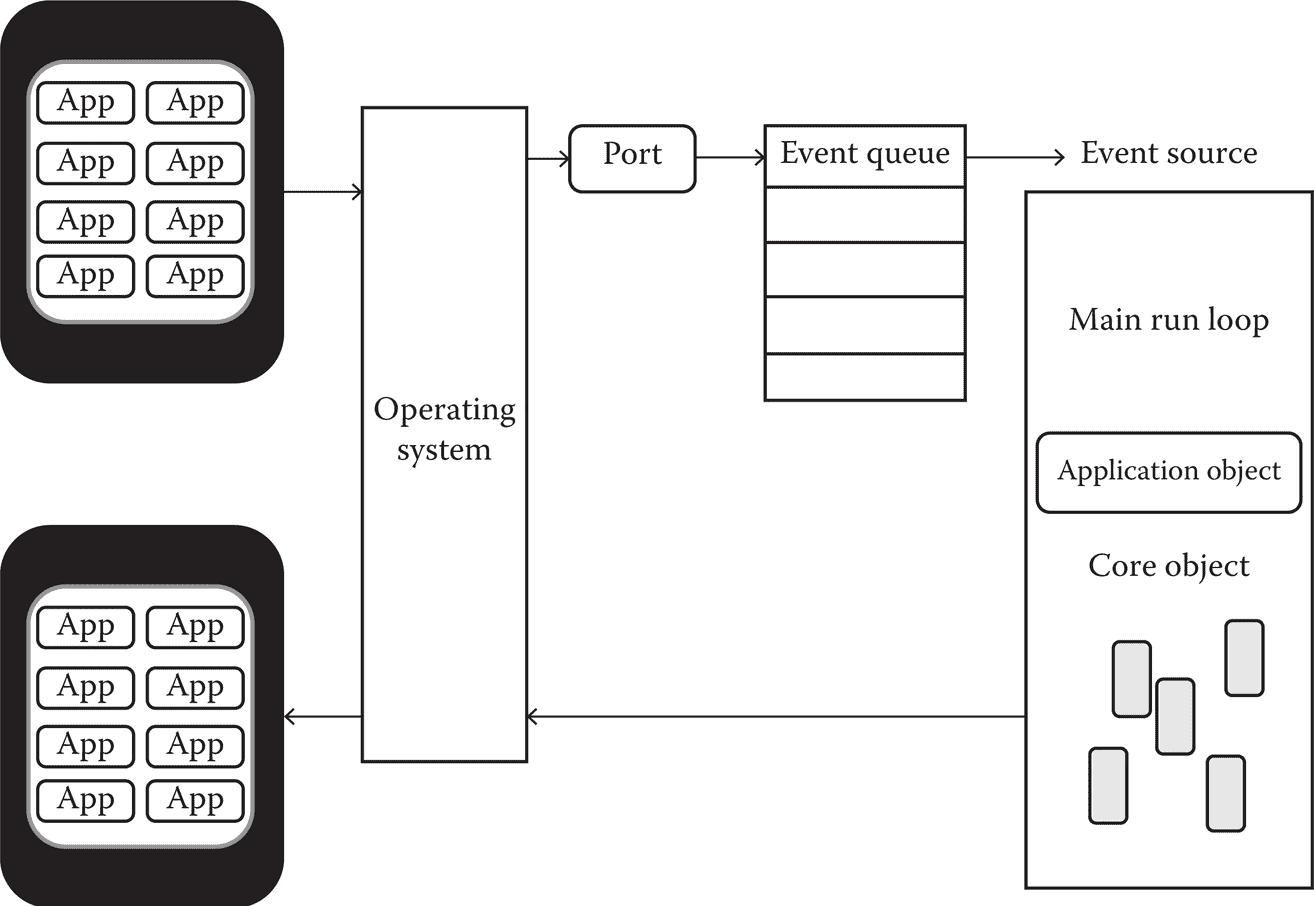 App App
App App
App App
App App
Port
Event queue
Event source
Main run loop
Operating
system
Application object
Core object
App App
App App
App App
App App